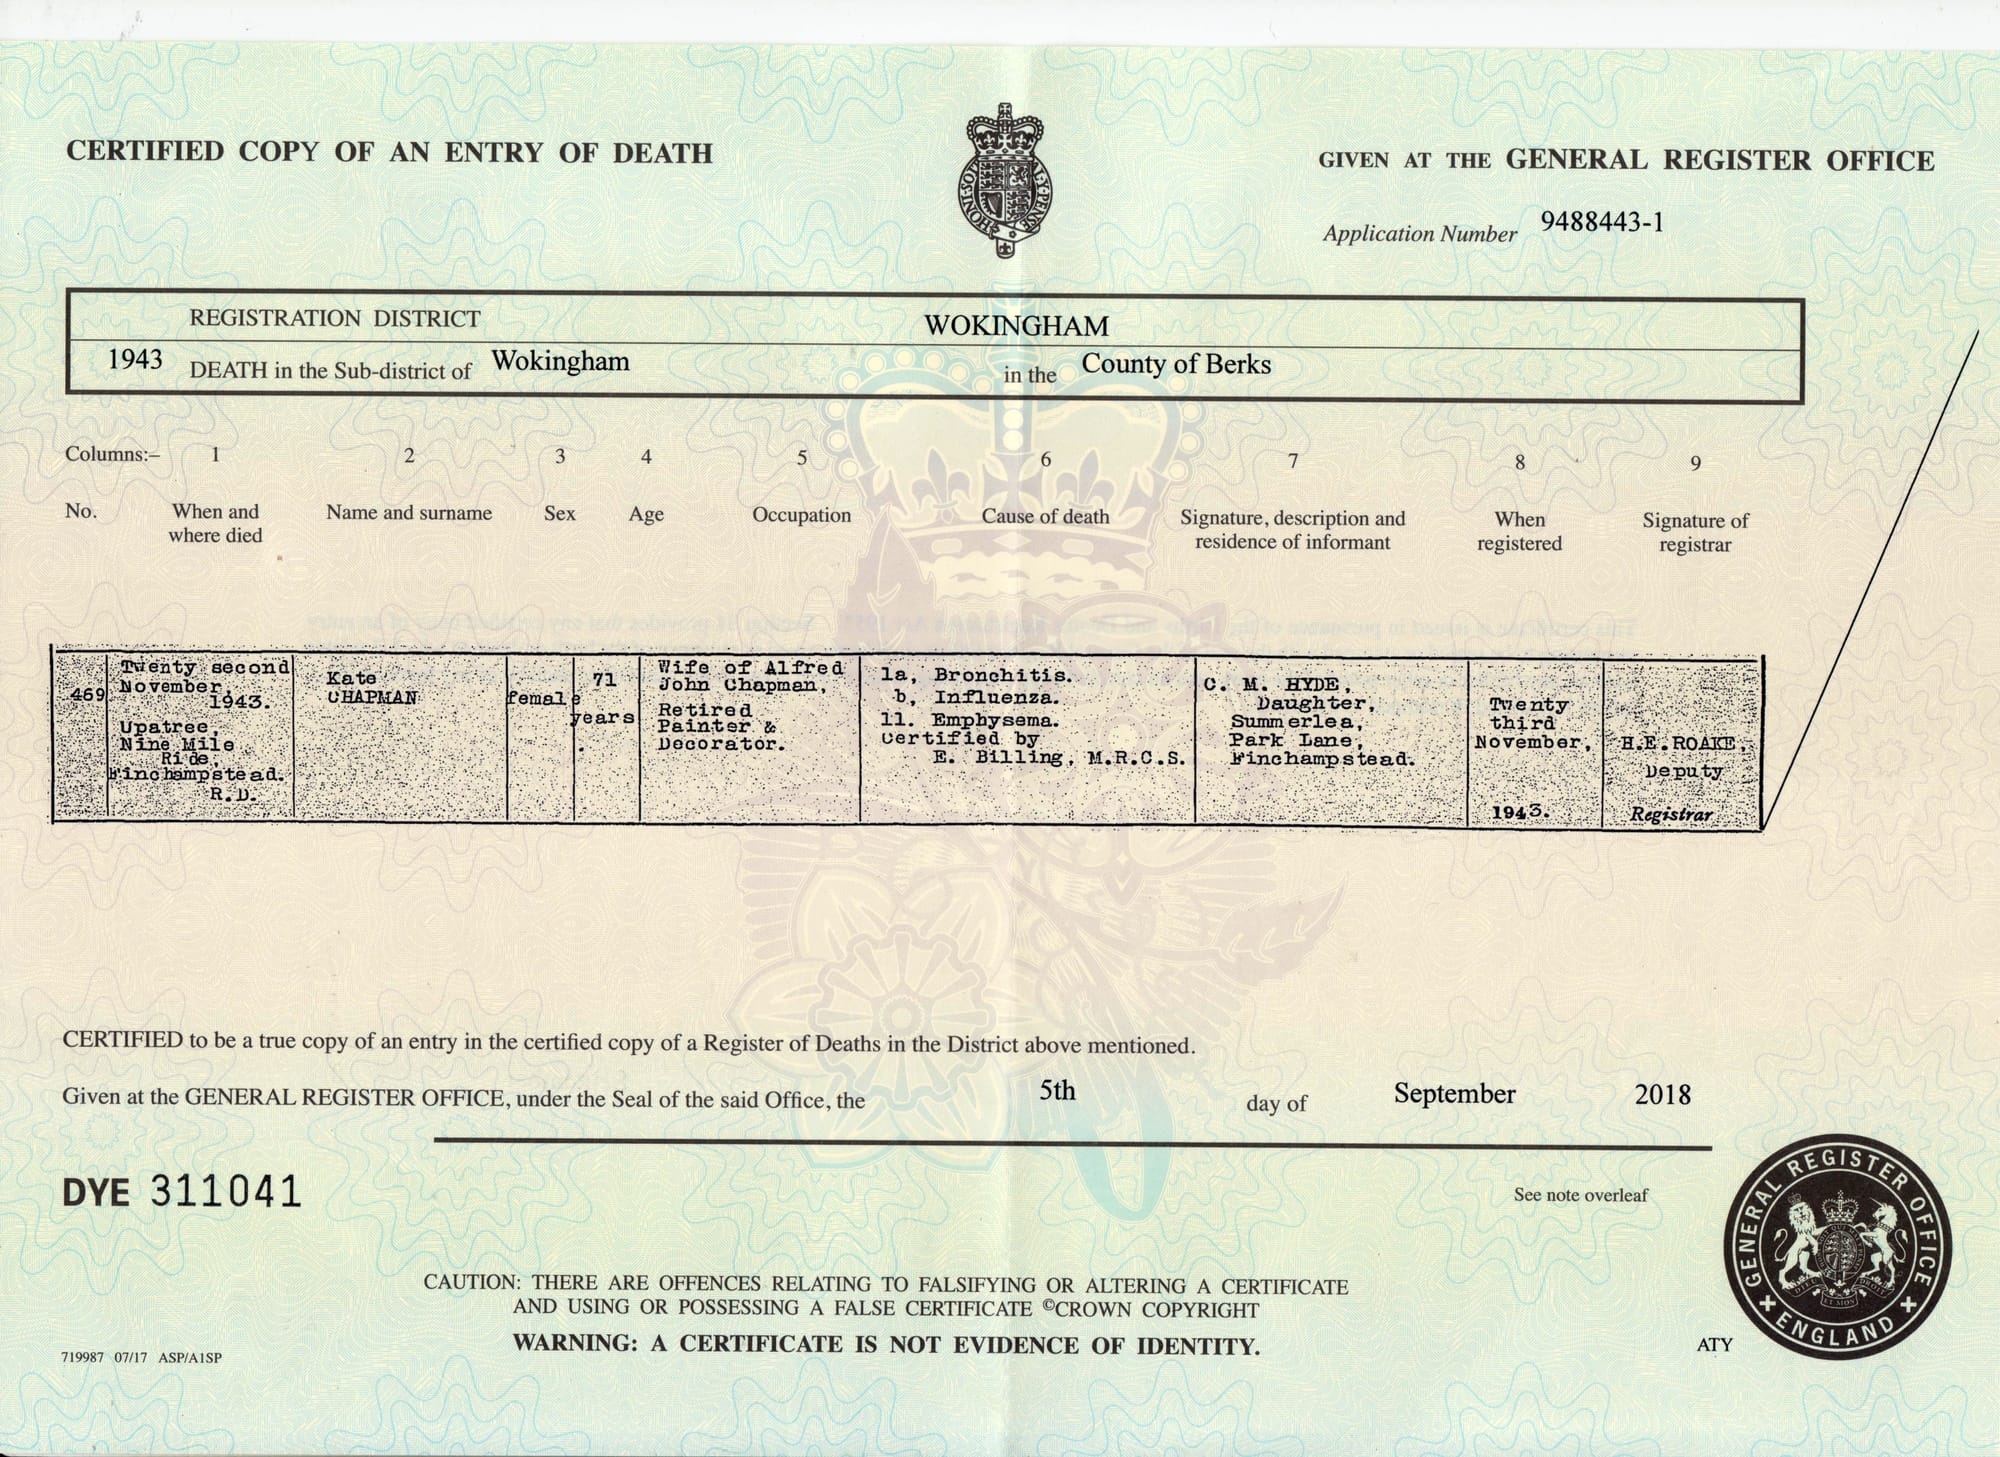 CERTIFIED COPY OF AN ENTRY OF DEATH
GIVEN AT THE GENERAL REGISTER OFFICE
Application Number 9488443-1
REGISTRATION DISTRICT WOKINGHAM
1943 DEATH in the Sub-district of Wokingham in the County of Berks
Columns:– 1 2 3 4 5 6 7 8 9
No.
When and
where died
Name and surname
Sex
Age
Occupation
Cause of death
Signature, description and
residence of informant
When
registered
Signature of
registrar
469
Twenty second
November,
1943.
Upatree,
Nine Mile
Ride,
Finchampstead.
R.D.
Kate
CHAPMAN
female
71
years
.
Wife of Alfred
John Chapman,
Retired
Painter &
Decorator.
1a, Bronchitis.
b, Influenza.
11. Emphysema.
Certified by
E. Billing, M.R.C.S.
C. M. HYDE,
Daughter,
Summerlea,
Park Lane,
Finchampstead.
Twenty
third
November,
1943.
H.E.ROAKE,
Deputy
Registrar
CERTIFIED to be a true copy of an entry in the certified copy of a Register of Deaths in the District above mentioned.
Given at the GENERAL REGISTER OFFICE, under the Seal of the said Office, the 5th day of September 2018
DYE 311041
See note overleaf
GENERAL REGISTER OFFICE
ENGLAND
CAUTION: THERE ARE OFFENCES RELATING TO FALSIFYING OR ALTERING A CERTIFICATE
AND USING OR POSSESSING A FALSE CERTIFICATE ©CROWN COPYRIGHT
WARNING: A CERTIFICATE IS NOT EVIDENCE OF IDENTITY.
719987 07/17 ASP/A1SP
ATY